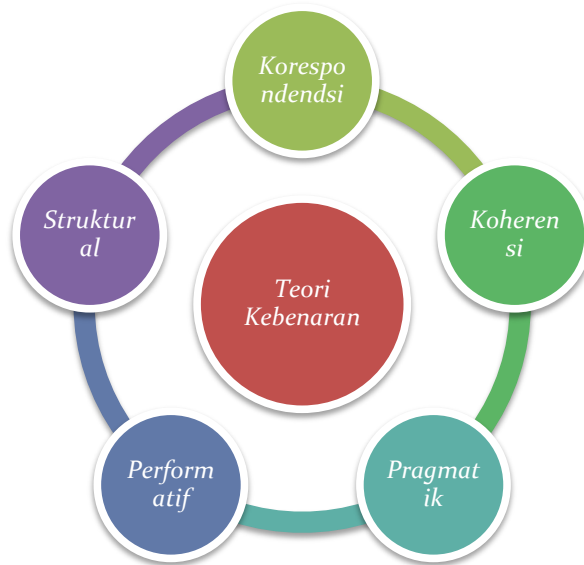 Korespo
ndendsi
Koheren
si
Pragmat
ik
Perform
atif
Struktur
al
Teori
Kebenaran